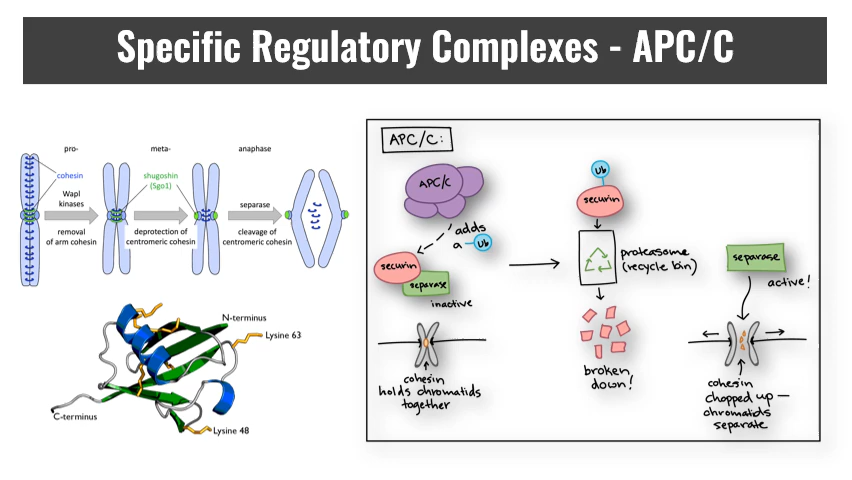 Specific Regulatory Complexes - APC/C
pro-
meta-
anaphase
cohesin
Wapl
kinases
removal
of arm cohesin
shugoshin
(Sgo1)
deprotection of
centromeric cohesin
separase
cleavage of
centromeric cohesin
N-terminus
Lysine 63
C-terminus
Lysine 48
APC/C:
APC/C
adds
a Ub
securin
separase
inactive
cohesin
holds chromatids
together
Ub
securin
proteasome
(recycle bin)
broken
down!
separase
active!
cohesin
chopped up —
chromatids
separate